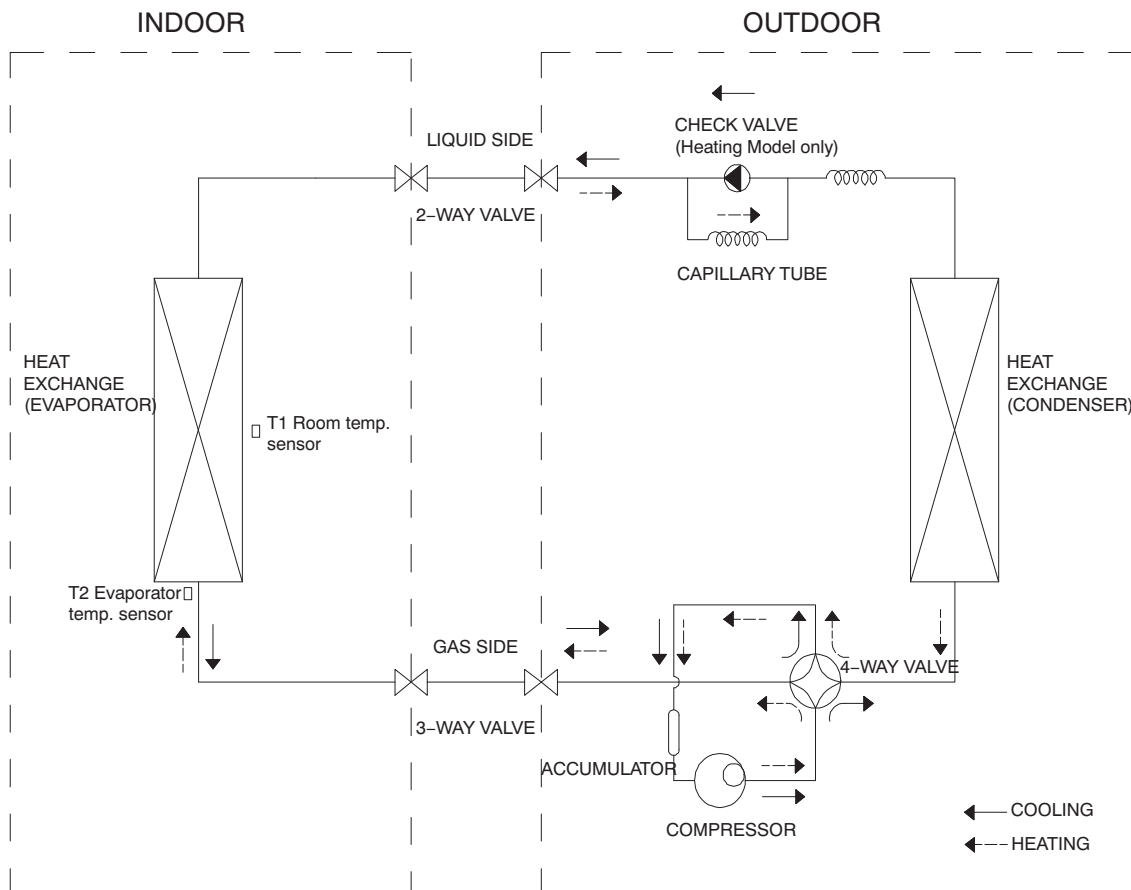 INDOOR
OUTDOOR
CHECK VALVE
(Heating Model only)
LIQUID SIDE
2–WAY VALVE
CAPILLARY TUBE
HEAT
EXCHANGE
(EVAPORATOR)
T1 Room temp.
sensor
HEAT
EXCHANGE
(CONDENSER)
T2 Evaporator
temp. sensor
GAS SIDE
4–WAY VALVE
3–WAY VALVE
ACCUMULATOR
COMPRESSOR
COOLING
HEATING